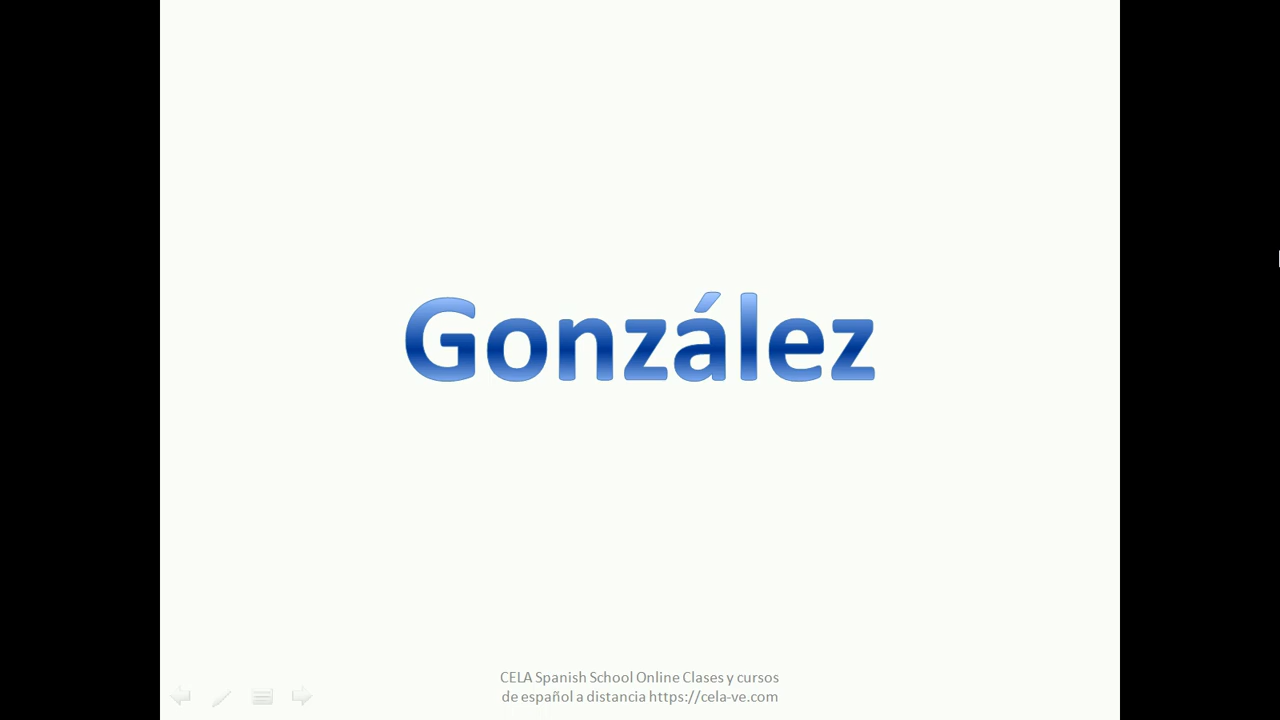 González
CELA Spanish School Online Clases y cursos
de español a distancia https://cela-ve.com